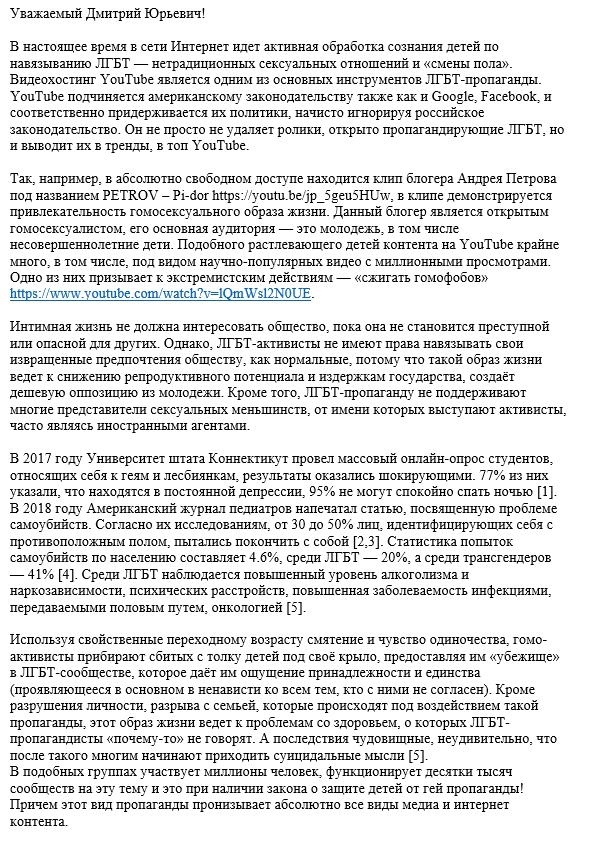 Уважаемый Дмитрий Юрьевич!
В настоящее время в сети Интернет идет активная обработка сознания детей по
навязыванию ЛГБТ — нетрадиционных сексуальных отношений и «смены пола».
Видеохостинг YouTube является одним из основных инструментов ЛГБТ-пропаганды.
YouTube подчиняется американскому законодательству также как и Google, Facebook, и
соответственно придерживается их политики, начисто игнорируя российское
законодательство. Он не просто не удаляет ролики, открыто пропагандирующие ЛГБТ, но
и выводит их в тренды, в топ YouTube.
Так, например, в абсолютно свободном доступе находится клип блогера Андрея Петрова
под названием PETROV – Pi-dor https://youtu.be/jp_5geu5HUw, в клипе демонстрируется
привлекательность гомосексуального образа жизни. Данный блогер является открытым
гомосексуалистом, его основная аудитория — это молодежь, в том числе
несовершеннолетние дети. Подобного растлевающего детей контента на YouTube крайне
много, в том числе, под видом научно-популярных видео с миллионными просмотрами.
Одно из них призывает к экстремистским действиям — «сжигать гомофобов»
https://www.youtube.com/watch?v=lQmWsl2N0UE.
Интимная жизнь не должна интересовать общество, пока она не становится преступной
или опасной для других. Однако, ЛГБТ-активисты не имеют права навязывать свои
извращенные предпочтения обществу, как нормальные, потому что такой образ жизни
ведет к снижению репродуктивного потенциала и издержкам государства, создаёт
дешевую оппозицию из молодежи. Кроме того, ЛГБТ-пропаганду не поддерживают
многие представители сексуальных меньшинств, от имени которых выступают активисты,
часто являясь иностранными агентами.
В 2017 году Университет штата Коннектикут провел массовый онлайн-опрос студентов,
относящих себя к геям и лесбиянкам, результаты оказались шокирующими. 77% из них
указали, что находятся в постоянной депрессии, 95% не могут спокойно спать ночью [1].
В 2018 году Американский журнал педиатров напечатал статью, посвященную проблеме
самоубийств. Согласно их исследованиям, от 30 до 50% лиц, идентифицирующих себя с
противоположным полом, пытались покончить с собой [2,3]. Статистика попыток
самоубийств по населению составляет 4.6%, среди ЛГБТ — 20%, а среди трансгендеров
— 41% [4]. Среди ЛГБТ наблюдается повышенный уровень алкоголизма и
наркозависимости, психических расстройств, повышенная заболеваемость инфекциями,
передаваемыми половым путем, онкологией [5].
Используя свойственные переходному возрасту смятение и чувство одиночества, гомо-
активисты прибирают сбитых с толку детей под своё крыло, предоставляя им «убежище»
в ЛГБТ-сообществе, которое даёт им ощущение принадлежности и единства
(проявляющееся в основном в ненависти ко всем тем, кто с ними не согласен). Кроме
разрушения личности, разрыва с семьей, которые происходят под воздействием такой
пропаганды, этот образ жизни ведет к проблемам со здоровьем, о которых ЛГБТ-
пропагандисты «почему-то» не говорят. А последствия чудовищные, неудивительно, что
после такого многим начинают приходить суицидальные мысли [5].
В подобных группах участвует миллионы человек, функционирует десятки тысяч
сообществ на эту тему и это при наличии закона о защите детей от гей пропаганды!
Причем этот вид пропаганды пронизывает абсолютно все виды медиа и интернет
контента.